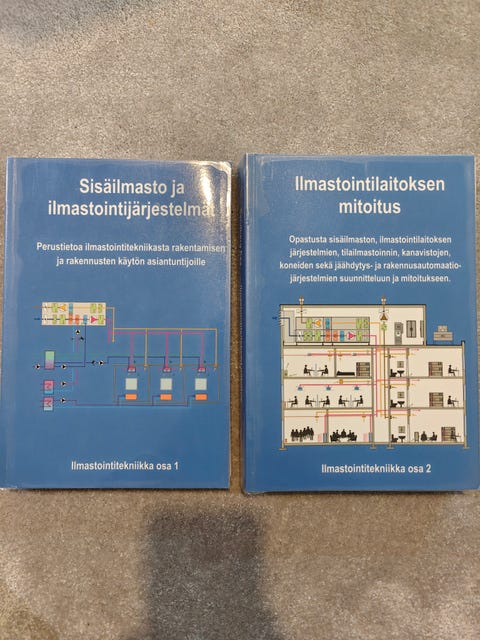 Sisäilmasto ja
ilmastointijärjestelmät
Perustietoa ilmastointitekniikasta rakentamisen
ja rakennusten käytön asiantuntijoille
Ilmastointitekniikka osa 1
Ilmastointilaitoksen
mitoitus
Opastusta sisäilmaston, ilmastointilaitoksen
järjestelmien, tilailmastoinnin, kanavistojen,
koneiden sekä jäähdytys- ja rakennusautomaatio-
järjestelmien suunnitteluun ja mitoitukseen.
Ilmastointitekniikka osa 2